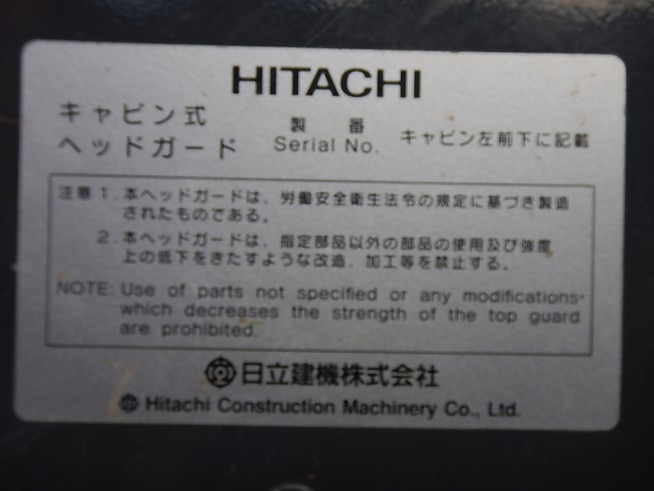 HITACHI
キャビン式
ヘッドガード
製 番
Serial No.
キャビン左前下に記載
注意 1. 本ヘッドガードは、労働安全衛生法令の規定に基づき製造
されたものである。
2. 本ヘッドガードは、指定部品以外の部品の使用及び強度
上の低下をきたすような改造、加工等を禁止する。
NOTE: Use of parts not specified or any modifications
which decreases the strength of the top guard
are prohibited.
日立建機株式会社
Hitachi Construction Machinery Co., Ltd.